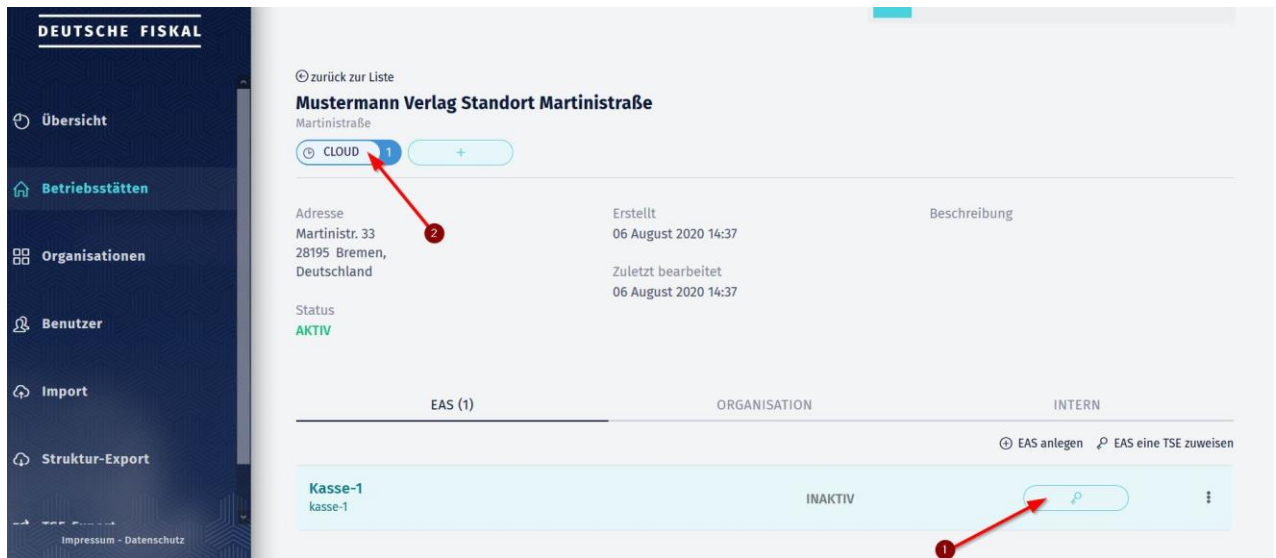 DEUTSCHE FISKAL
Übersicht
Betriebsstätten
Organisationen
Benutzer
Import
Struktur-Export
Impressum - Datenschutz
zurück zur Liste
Mustermann Verlag Standort Martinistraße
Martinistraße
CLOUD 1 +
2
Adresse
Martinistr. 33
28195 Bremen,
Deutschland
Status
AKTIV
Erstellt
06 August 2020 14:37
Zuletzt bearbeitet
06 August 2020 14:37
Beschreibung
EAS (1) ORGANISATION INTERN
EAS anlegen EAS eine TSE zuweisen
Kasse-1
kasse-1
INAKTIV
1